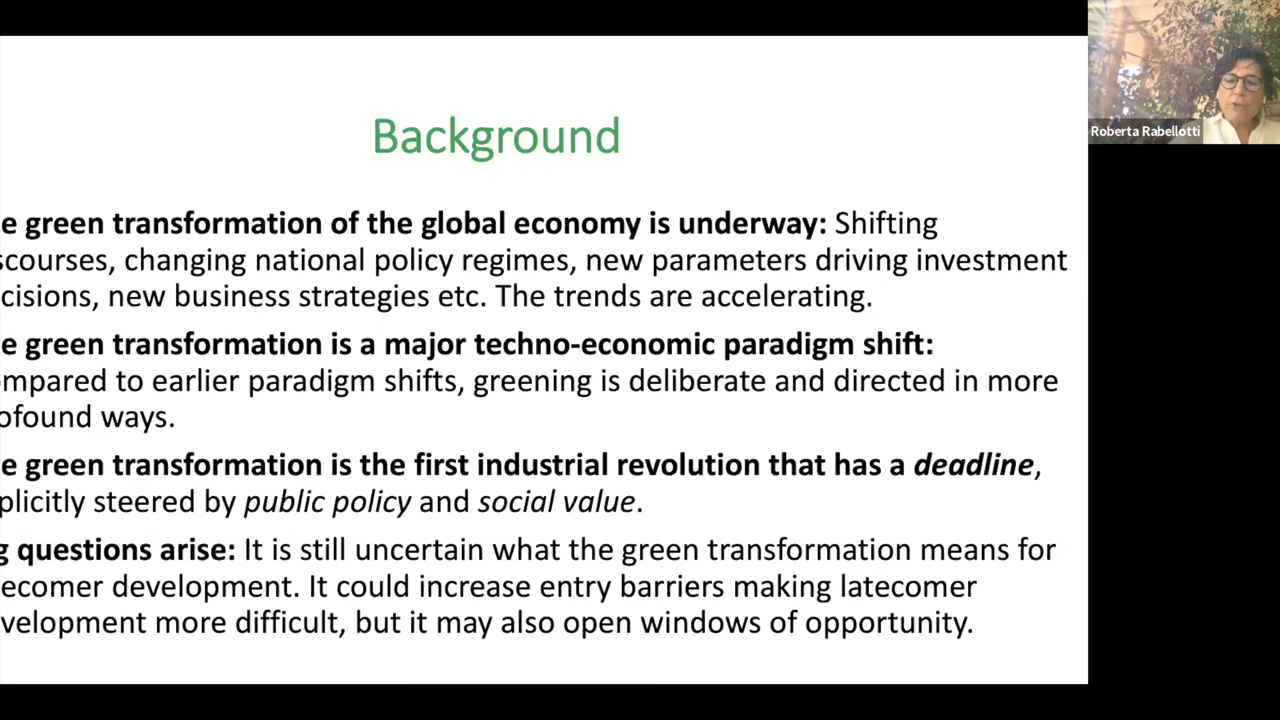 Background
Roberta Rabellotti
e green transformation of the global economy is underway: Shifting
scourses, changing national policy regimes, new parameters driving investment
cisions, new business strategies etc. The trends are accelerating.
e green transformation is a major techno-economic paradigm shift:
mpared to earlier paradigm shifts, greening is deliberate and directed in more
ofound ways.
e green transformation is the first industrial revolution that has a deadline,
plicitly steered by public policy and social value.
g questions arise: It is still uncertain what the green transformation means for
ecomer development. It could increase entry barriers making latecomer
velopment more difficult, but it may also open windows of opportunity.